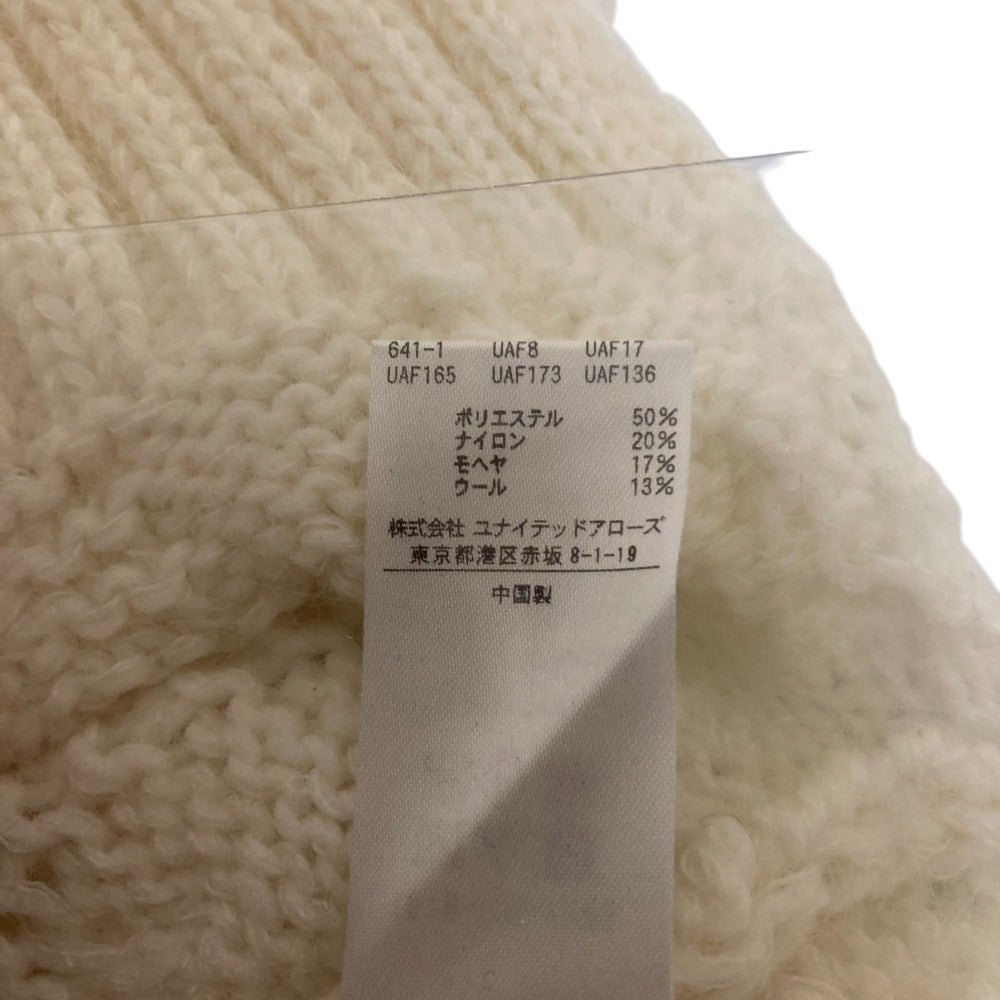 641-1 UAF8 UAF17
UAF165 UAF173 UAF136
ポリエステル 50%
ナイロン 20%
モヘヤ 17%
ウール 13%
株式会社 ユナイテッドアローズ
東京都港区赤坂 8-1-19
中国製